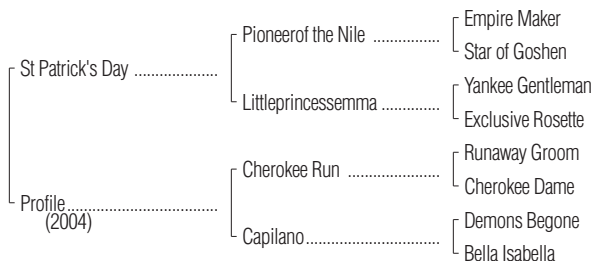 Empire Maker
Pioneerof the Nile ................
Star of Goshen
St Patrick's Day ....................
Yankee Gentleman
Littleprincessemma ..............
Exclusive Rosette
Runaway Groom
Cherokee Run ......................
Cherokee Dame
Profile....................................
(2004)
Demons Begone
Capilano................................
Bella Isabella